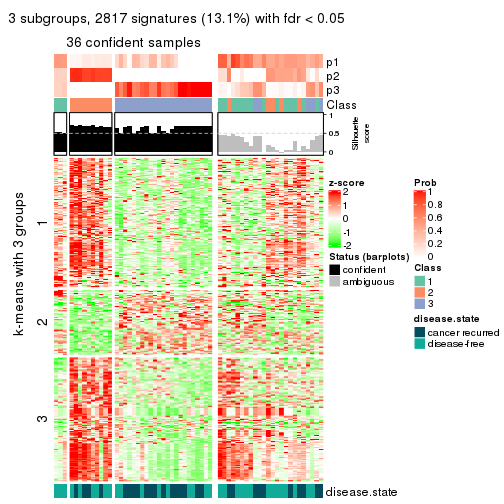 3 subgroups, 2817 signatures (13.1%) with fdr < 0.05
36 confident samples
p1
p2
p3
Class
1
0.5
0
Silhouette
score
k-means with 3 groups
1
2
3
z-score
2
1
0
-1
-2
Status (barplots)
confident
ambiguous
Prob
1
0.8
0.6
0.4
0.2
0
Class
1
2
3
disease.state
cancer recurred
disease-free
disease.state